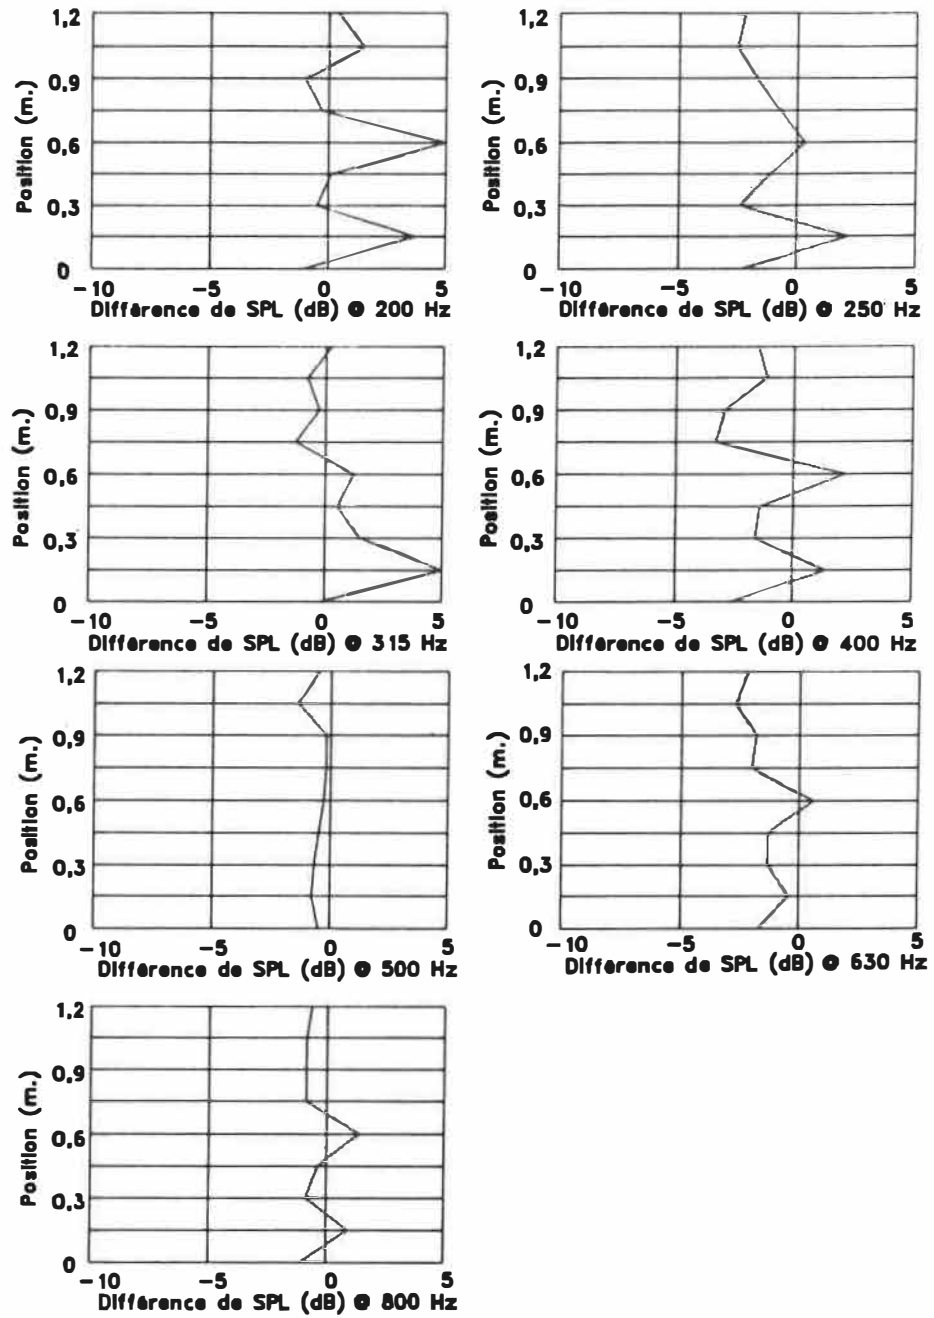 1,2
0,9
0,6
0,3
0
Position (m.)
-10 -5 0 5
Différence de SPL (dB) @ 200 Hz
1,2
0,9
0,6
0,3
0
Position (m.)
-10 -5 0 5
Différence de SPL (dB) @ 250 Hz
1,2
0,9
0,6
0,3
0
Position (m.)
-10 -5 0 5
Différence de SPL (dB) @ 315 Hz
1,2
0,9
0,6
0,3
0
Position (m.)
-10 -5 0 5
Différence de SPL (dB) @ 400 Hz
1,2
0,9
0,6
0,3
0
Position (m.)
-10 -5 0 5
Différence de SPL (dB) @ 500 Hz
1,2
0,9
0,6
0,3
0
Position (m.)
-10 -5 0 5
Différence de SPL (dB) @ 630 Hz
1,2
0,9
0,6
0,3
0
Position (m.)
-10 -5 0 5
Différence de SPL (dB) @ 800 Hz